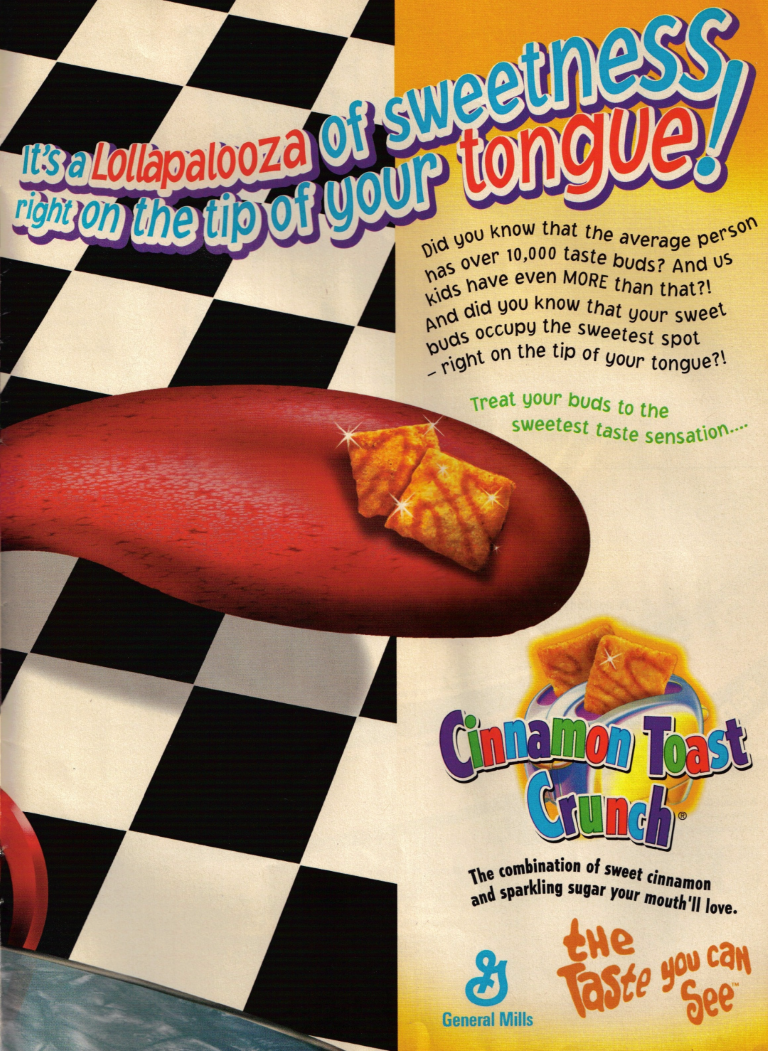 It's a Lollapalooza of sweetness
right on the tip of your tongue!
Did you know that the average person
has over 10,000 taste buds? And us
kids have even MORE than that?!
And did you know that your sweet
buds occupy the sweetest spot
– right on the tip of your tongue?!
Treat your buds to the
sweetest taste sensation....
Cinnamon Toast
Crunch®
The combination of sweet cinnamon
and sparkling sugar your mouth'll love.
General Mills
the
Taste you can
See™